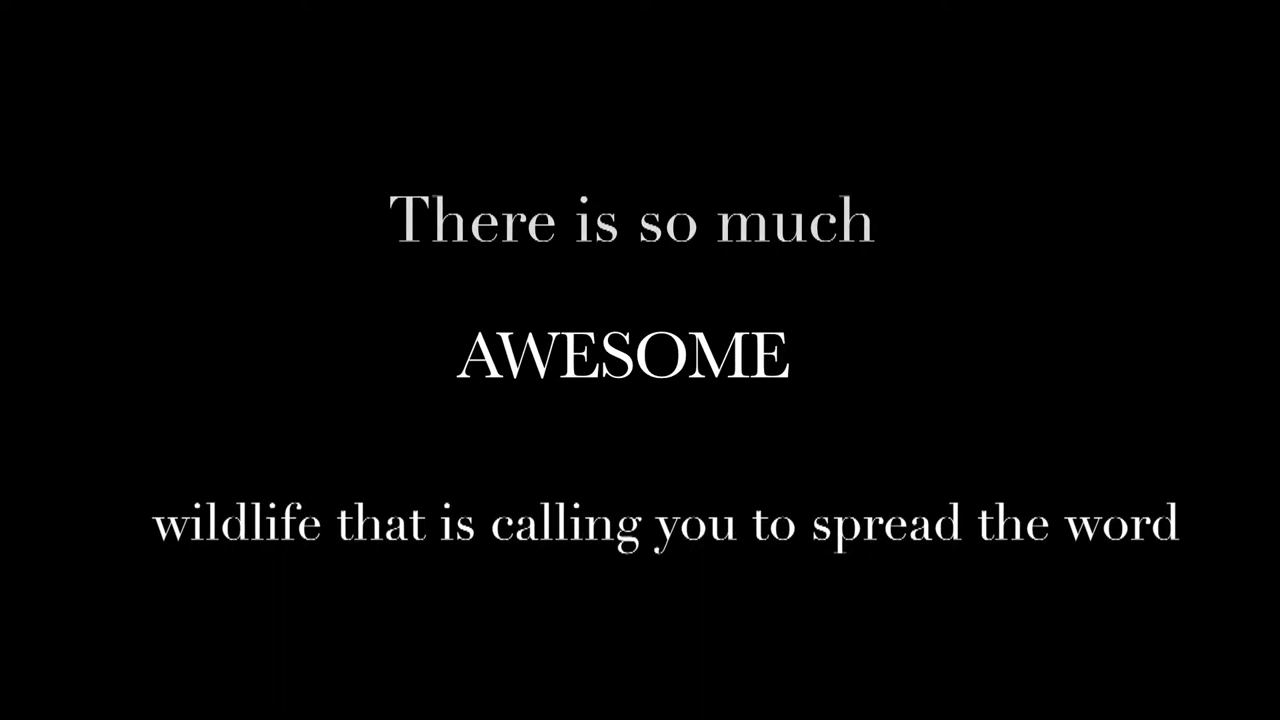 There is so much
AWESOME
wildlife that is calling you to spread the word